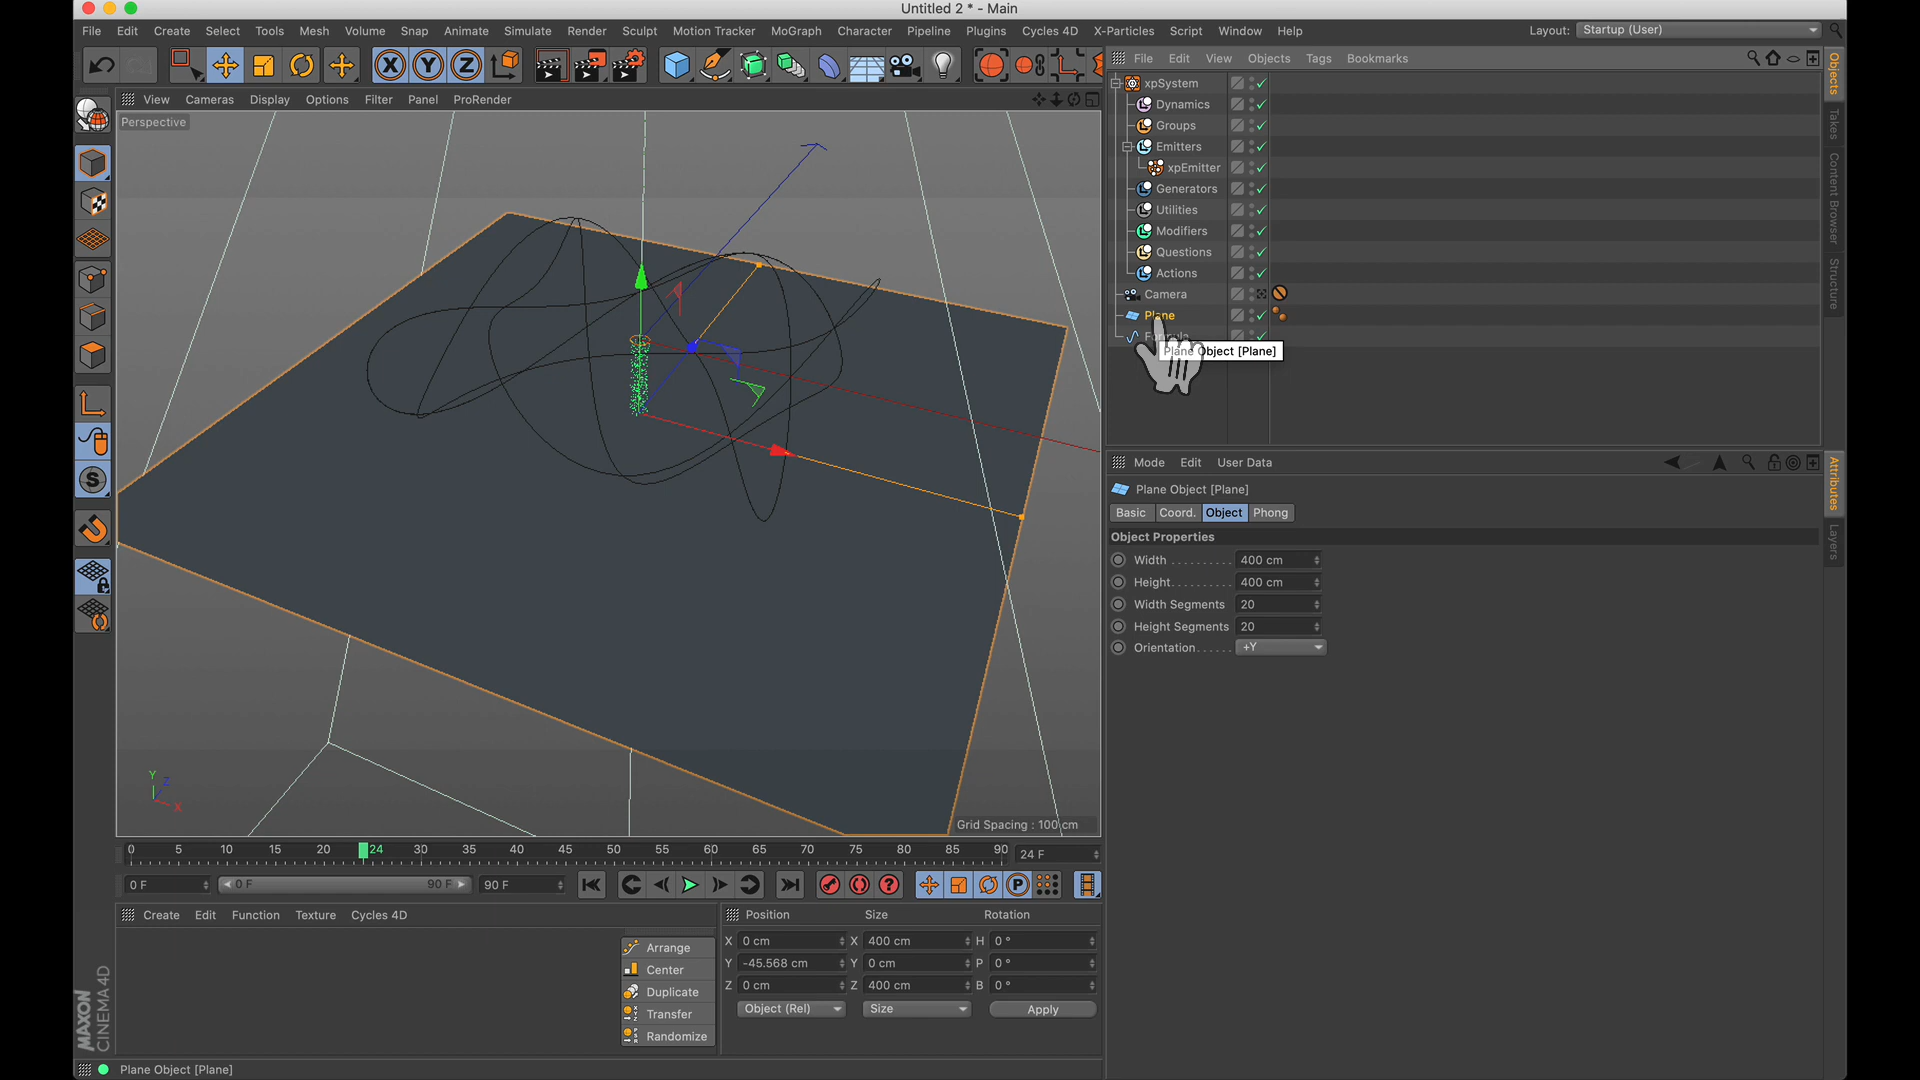 Untitled 2 * - Main
File Edit Create Select Tools Mesh Volume Snap Animate Simulate Render Sculpt Motion Tracker MoGraph Character Pipeline Plugins Cycles 4D X-Particles Script Window Help Layout: Startup (User)
File Edit View Objects Tags Bookmarks
View Cameras Display Options Filter Panel ProRender
Perspective
xpSystem
Dynamics
Groups
Emitters
xpEmitter
Generators
Utilities
Modifiers
Questions
Actions
Camera
Plane
Plane Object [Plane]
Objects
Takes
Content Browser
Structure
Mode Edit User Data
Plane Object [Plane]
Basic Coord. Object Phong
Object Properties
Width 400 cm
Height 400 cm
Width Segments 20
Height Segments 20
Orientation +Y
Attributes
Layers
Y Z X
Grid Spacing : 100 cm
0 5 10 15 20 24 30 35 40 45 50 55 60 65 70 75 80 85 90 24 F
0 F 0 F 90 F 90 F
Create Edit Function Texture Cycles 4D
Arrange
Center
Duplicate
Transfer
Randomize
Position Size Rotation
X 0 cm X 400 cm H 0 °
Y -45.568 cm Y 0 cm P 0 °
Z 0 cm Z 400 cm B 0 °
Object (Rel) Size Apply
MAXON
CINEMA 4D
Plane Object [Plane]